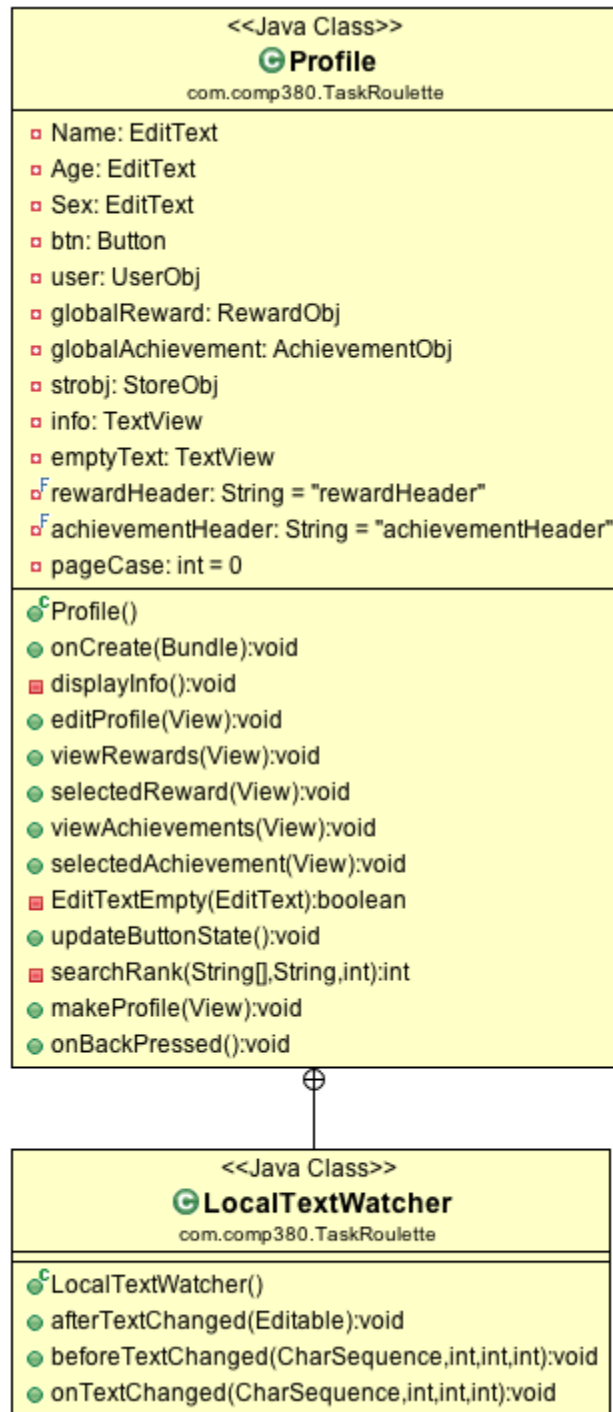 <<Java Class>>
C Profile
com.comp380.TaskRoulette
Name: EditText
Age: EditText
Sex: EditText
btn: Button
user: UserObj
globalReward: RewardObj
globalAchievement: AchievementObj
strobj: StoreObj
info: TextView
emptyText: TextView
F rewardHeader: String = "rewardHeader"
F achievementHeader: String = "achievementHeader"
pageCase: int = 0
C Profile()
onCreate(Bundle):void
displayInfo():void
editProfile(View):void
viewRewards(View):void
selectedReward(View):void
viewAchievements(View):void
selectedAchievement(View):void
EditTextEmpty(EditText):boolean
updateButtonState():void
searchRank(String[],String,int):int
makeProfile(View):void
onBackPressed():void
<<Java Class>>
C LocalTextWatcher
com.comp380.TaskRoulette
C LocalTextWatcher()
afterTextChanged(Editable):void
beforeTextChanged(CharSequence,int,int,int):void
onTextChanged(CharSequence,int,int,int):void